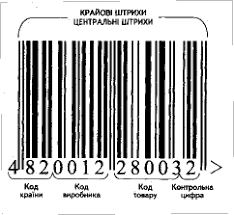 КРАЙОВІ ШТРИХИ
ЦЕНТРАЛЬНІ ШТРИХИ
4 820012 280032 >
Код країни
Код виробника
Код товару
Контрольна цифра